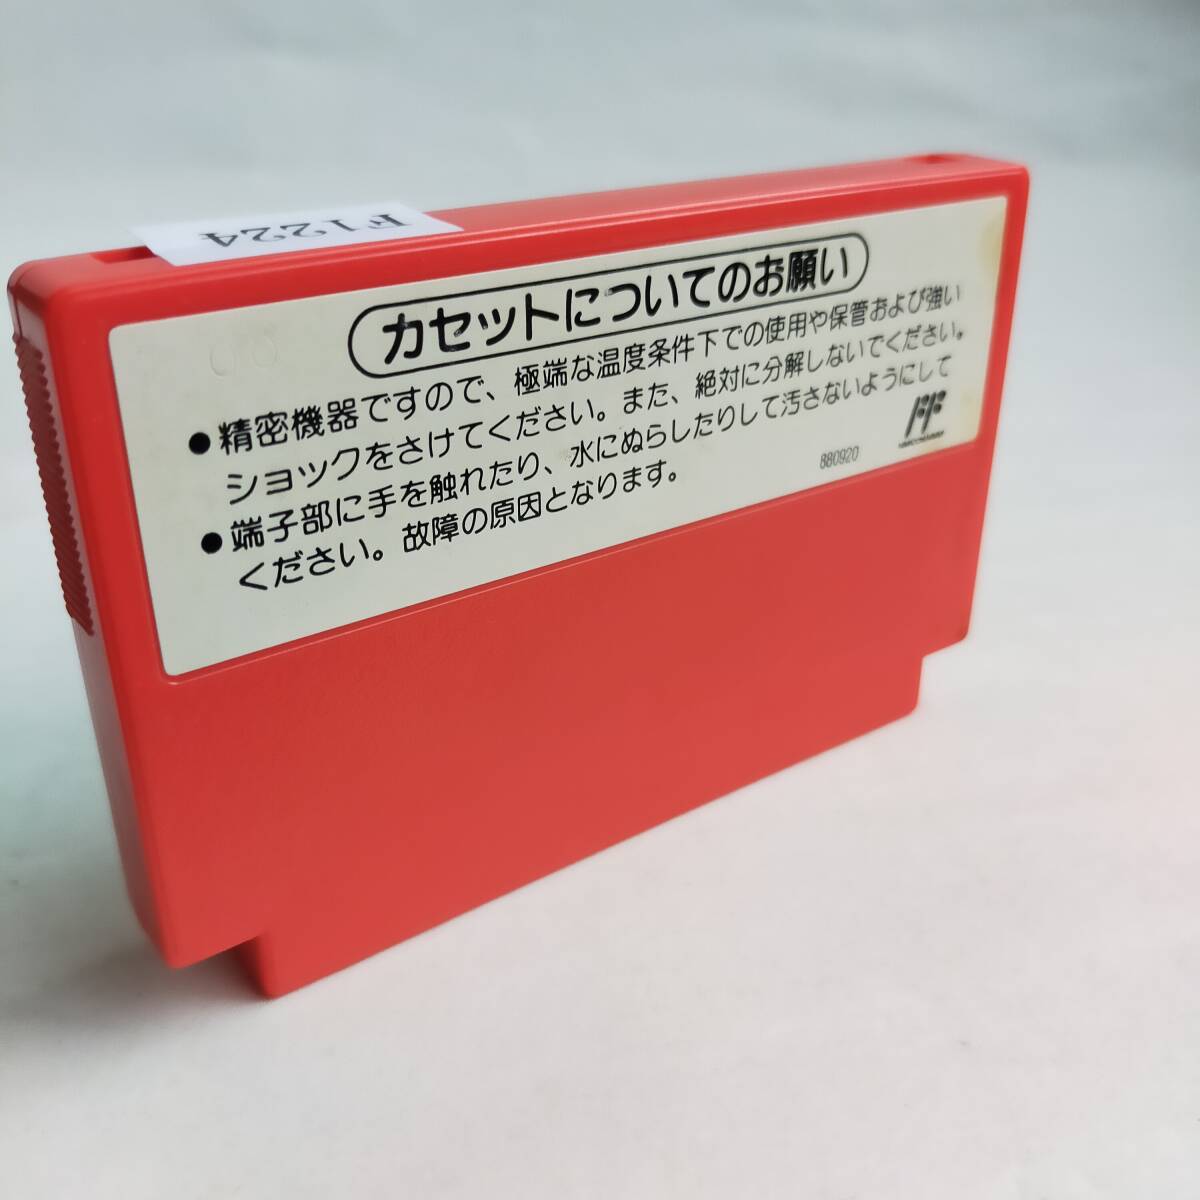 F1224
カセットについてのお願い
●精密機器ですので、極端な温度条件下での使用や保管および強い
ショックをさけてください。また、絶対に分解しないでください。
●端子部に手を触れたり、水にぬらしたりして汚さないようにして
ください。故障の原因となります。
880920